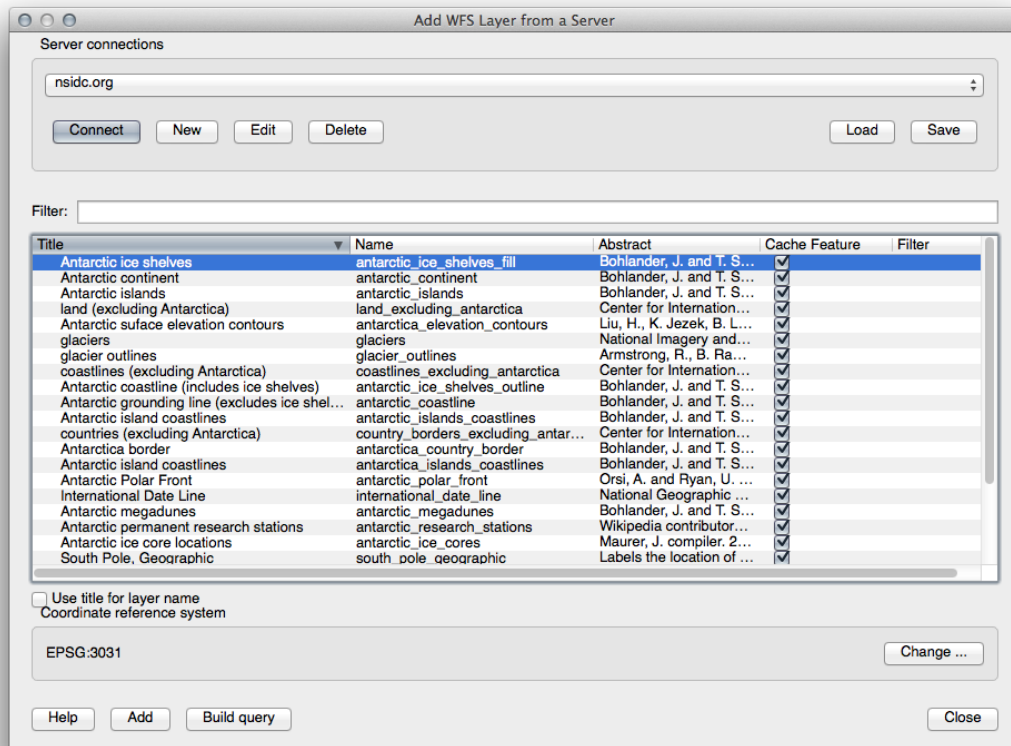 Add WFS Layer from a Server
Server connections
nsidc.org
Connect New Edit Delete Load Save
Filter:
Title Name Abstract Cache Feature Filter
Antarctic ice shelves antarctic_ice_shelves_fill Bohlander, J. and T. S...
Antarctic continent antarctic_continent Bohlander, J. and T. S...
Antarctic islands antarctic_islands Bohlander, J. and T. S...
land (excluding Antarctica) land_excluding_antarctica Center for Internation...
Antarctic suface elevation contours antarctica_elevation_contours Liu, H., K. Jezek, B. L...
glaciers glaciers National Imagery and...
glacier outlines glacier_outlines Armstrong, R., B. Ra...
coastlines (excluding Antarctica) coastlines_excluding_antarctica Center for Internation...
Antarctic coastline (includes ice shelves) antarctic_ice_shelves_outline Bohlander, J. and T. S...
Antarctic grounding line (excludes ice shel... antarctic_coastline Bohlander, J. and T. S...
Antarctic island coastlines antarctic_islands_coastlines Bohlander, J. and T. S...
countries (excluding Antarctica) country_borders_excluding_antar... Center for Internation...
Antarctica border antarctica_country_border Bohlander, J. and T. S...
Antarctic island coastlines antarctica_islands_coastlines Bohlander, J. and T. S...
Antarctic Polar Front antarctic_polar_front Orsi, A. and Ryan, U. ...
International Date Line international_date_line National Geographic ...
Antarctic megadunes antarctic_megadunes Bohlander, J. and T. S...
Antarctic permanent research stations antarctic_research_stations Wikipedia contributor...
Antarctic ice core locations antarctic_ice_cores Maurer, J. compiler. 2...
South Pole, Geographic south_pole_geographic Labels the location of ...
Use title for layer name
Coordinate reference system
EPSG:3031 Change ...
Help Add Build query Close